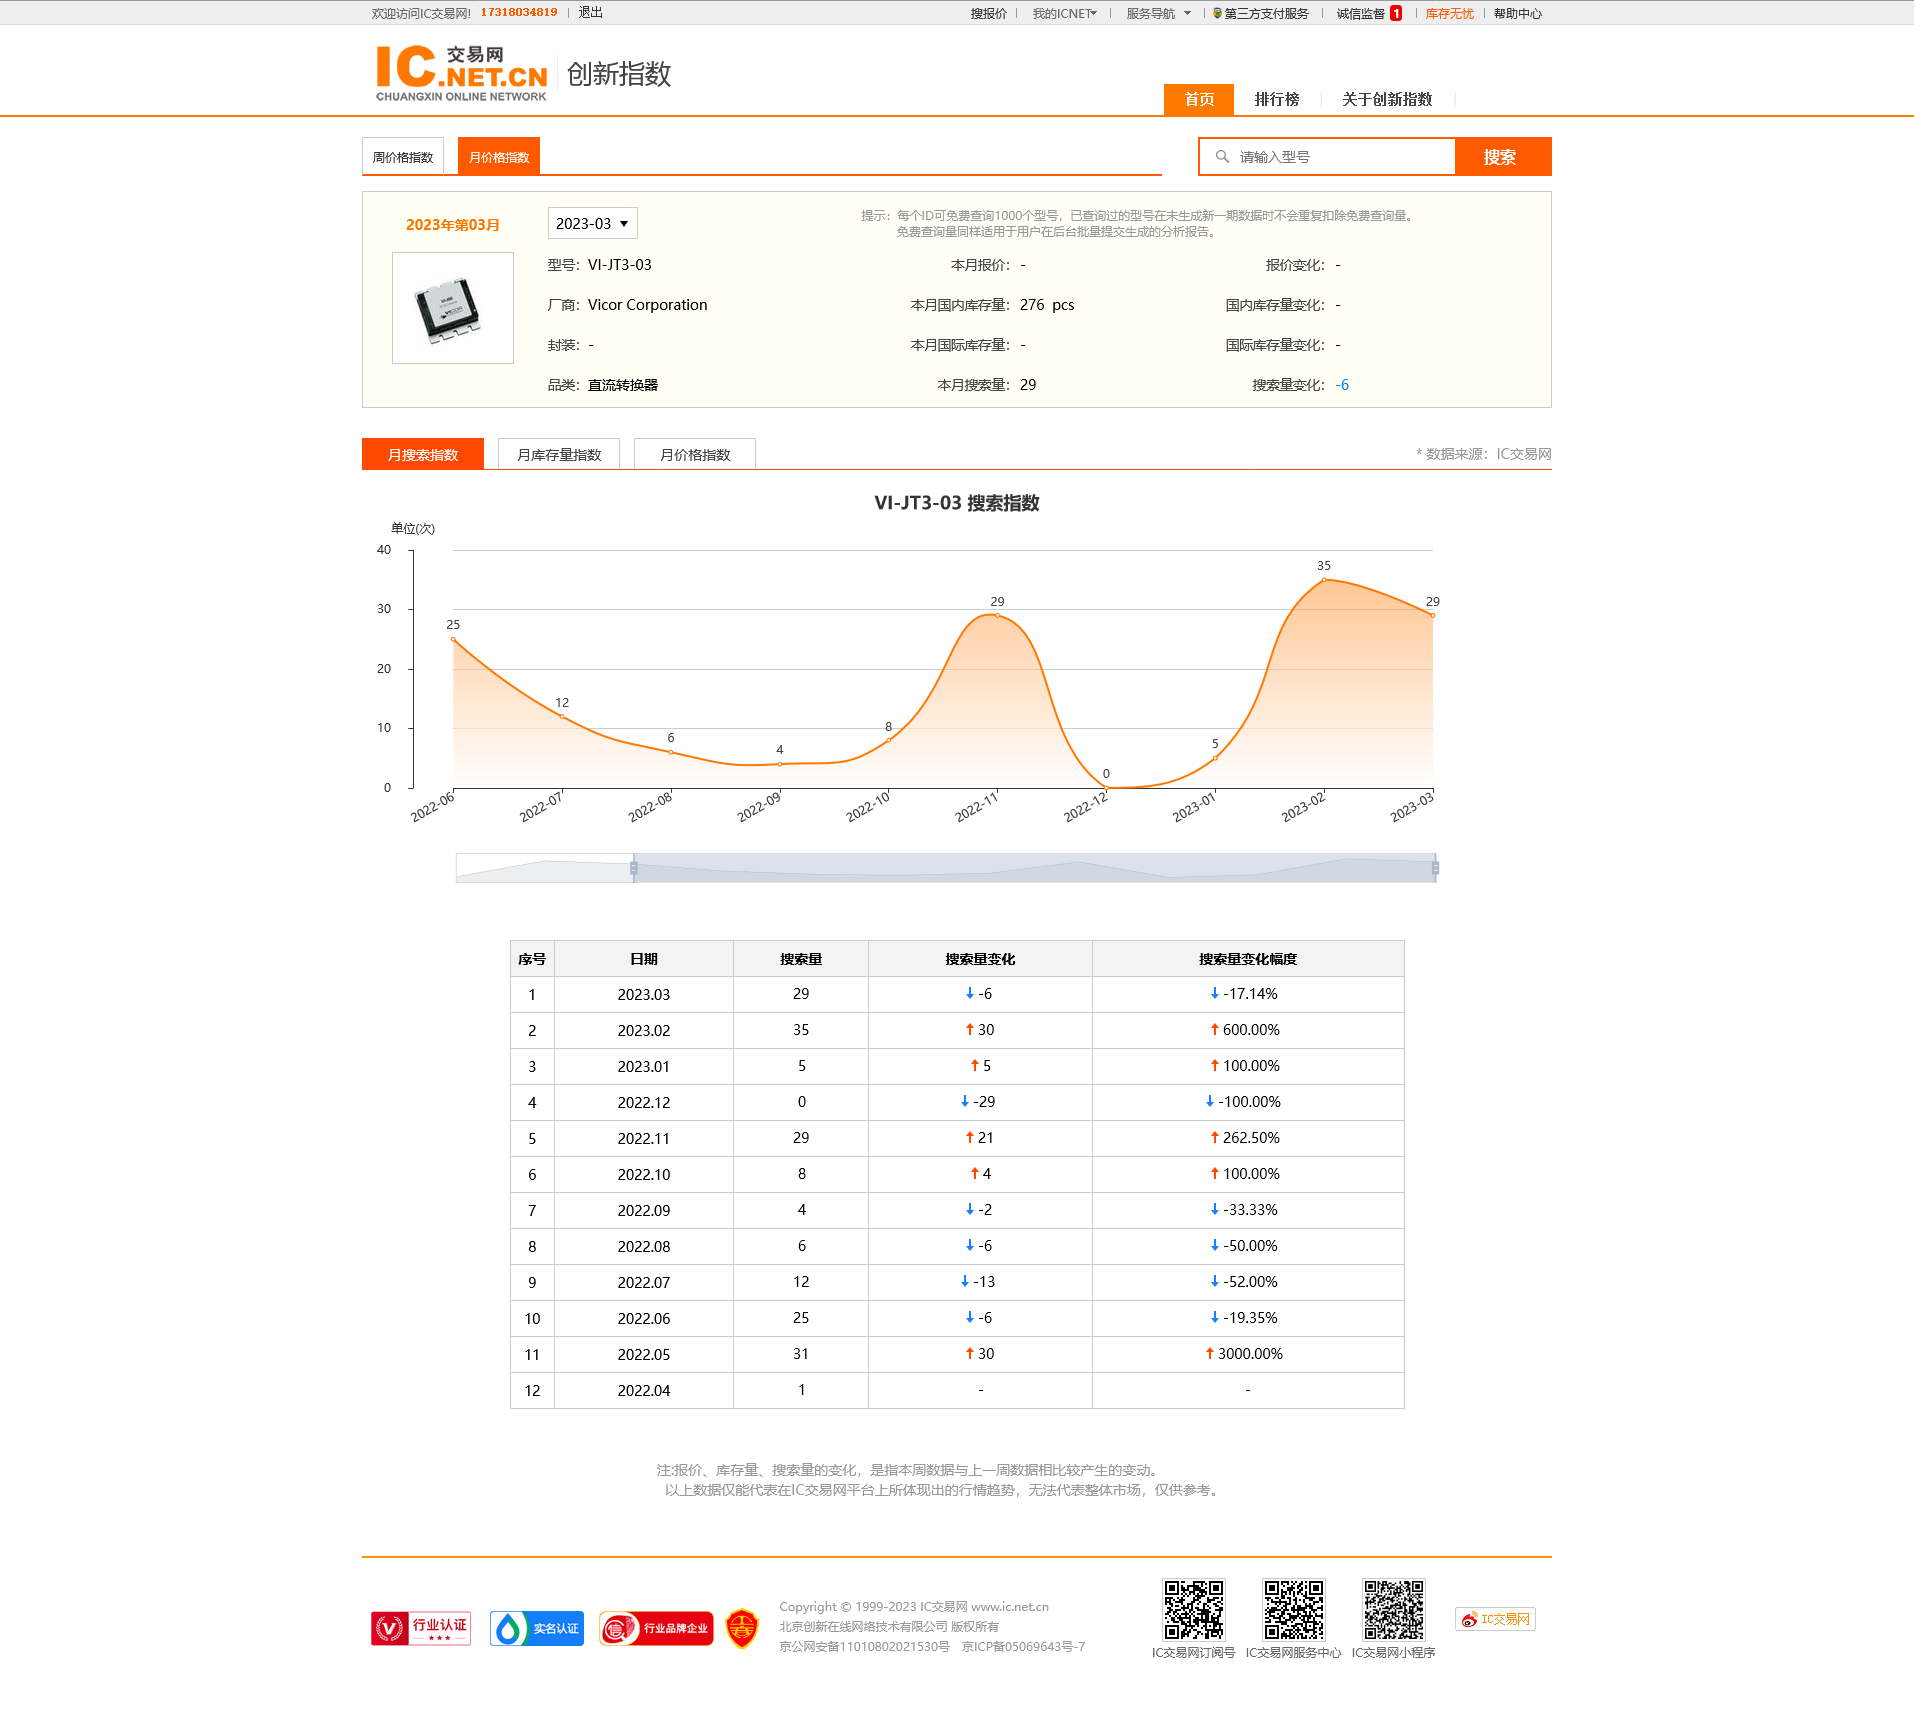 欢迎访问IC交易网! 17318034819 | 退出 搜报价 | 我的ICNET | 服务导航 | 第三方支付服务 | 诚信监督 1 | 库存无忧 | 帮助中心
IC.NET.CN 交易网
CHUANGXIN ONLINE NETWORK
创新指数
首页 排行榜 关于创新指数
周价格指数 月价格指数 请输入型号 搜索
2023年第03月 2023-03
提示：每个ID可免费查询1000个型号，已查询过的型号在未生成新一期数据时不会重复扣除免费查询量。
免费查询量同样适用于用户在后台批量提交生成的分析报告。
型号：VI-JT3-03 本月报价：- 报价变化：-
厂商：Vicor Corporation 本月国内库存量：276 pcs 国内库存量变化：-
封装：- 本月国际库存量：- 国际库存量变化：-
品类：直流转换器 本月搜索量：29 搜索量变化：-6
月搜索指数 月库存量指数 月价格指数 * 数据来源：IC交易网
VI-JT3-03 搜索指数
单位(次)
40
30
20
10
0
25 12 6 4 8 29 0 5 35 29
2022-06 2022-07 2022-08 2022-09 2022-10 2022-11 2022-12 2023-01 2023-02 2023-03
序号 日期 搜索量 搜索量变化 搜索量变化幅度
1 2023.03 29 ↓ -6 ↓ -17.14%
2 2023.02 35 ↑ 30 ↑ 600.00%
3 2023.01 5 ↑ 5 ↑ 100.00%
4 2022.12 0 ↓ -29 ↓ -100.00%
5 2022.11 29 ↑ 21 ↑ 262.50%
6 2022.10 8 ↑ 4 ↑ 100.00%
7 2022.09 4 ↓ -2 ↓ -33.33%
8 2022.08 6 ↓ -6 ↓ -50.00%
9 2022.07 12 ↓ -13 ↓ -52.00%
10 2022.06 25 ↓ -6 ↓ -19.35%
11 2022.05 31 ↑ 30 ↑ 3000.00%
12 2022.04 1 - -
注:报价、库存量、搜索量的变化，是指本周数据与上一周数据相比较产生的变动。
以上数据仅能代表在IC交易网平台上所体现出的行情趋势，无法代表整体市场，仅供参考。
行业认证 实名认证 行业品牌企业
Copyright © 1999-2023 IC交易网 www.ic.net.cn
北京创新在线网络技术有限公司 版权所有
京公网安备11010802021530号 京ICP备05069643号-7
IC交易网订阅号 IC交易网服务中心 IC交易网小程序
IC交易网